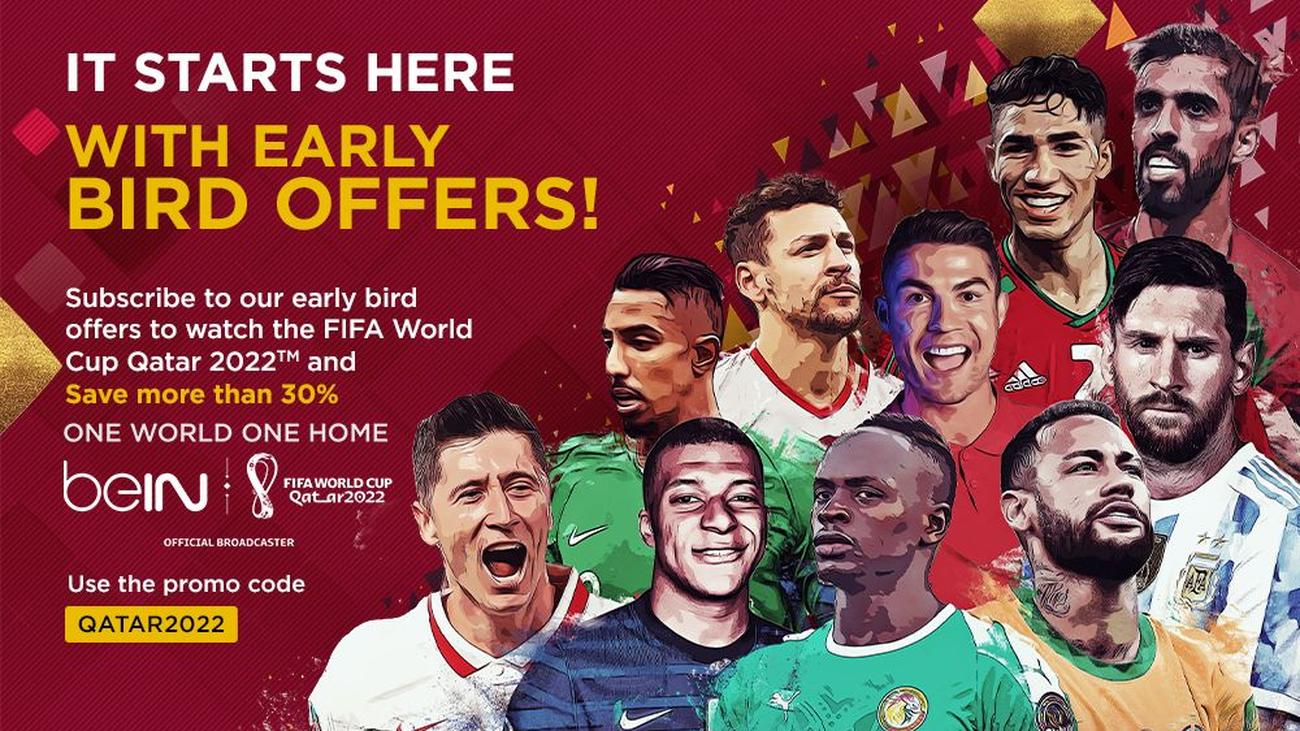 IT STARTS HERE
WITH EARLY
BIRD OFFERS!
Subscribe to our early bird
offers to watch the FIFA World
Cup Qatar 2022™ and
Save more than 30%
ONE WORLD ONE HOME
beIN
FIFA WORLD CUP
Qatar2022
OFFICIAL BROADCASTER
Use the promo code
QATAR2022